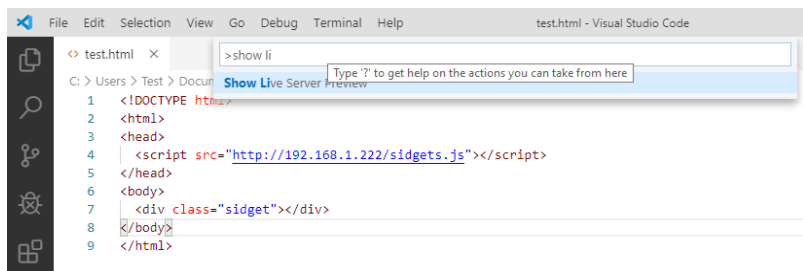 File Edit Selection View Go Debug Terminal Help test.html - Visual Studio Code
test.html ×
>show li
Type '?' to get help on the actions you can take from here
C: > Users > Test > Docum
Show Live Server Preview
1 <!DOCTYPE html>
2 <html>
3 <head>
4 <script src="http://192.168.1.222/sidgets.js"></script>
5 </head>
6 <body>
7 <div class="sidget"></div>
8 </body>
9 </html>